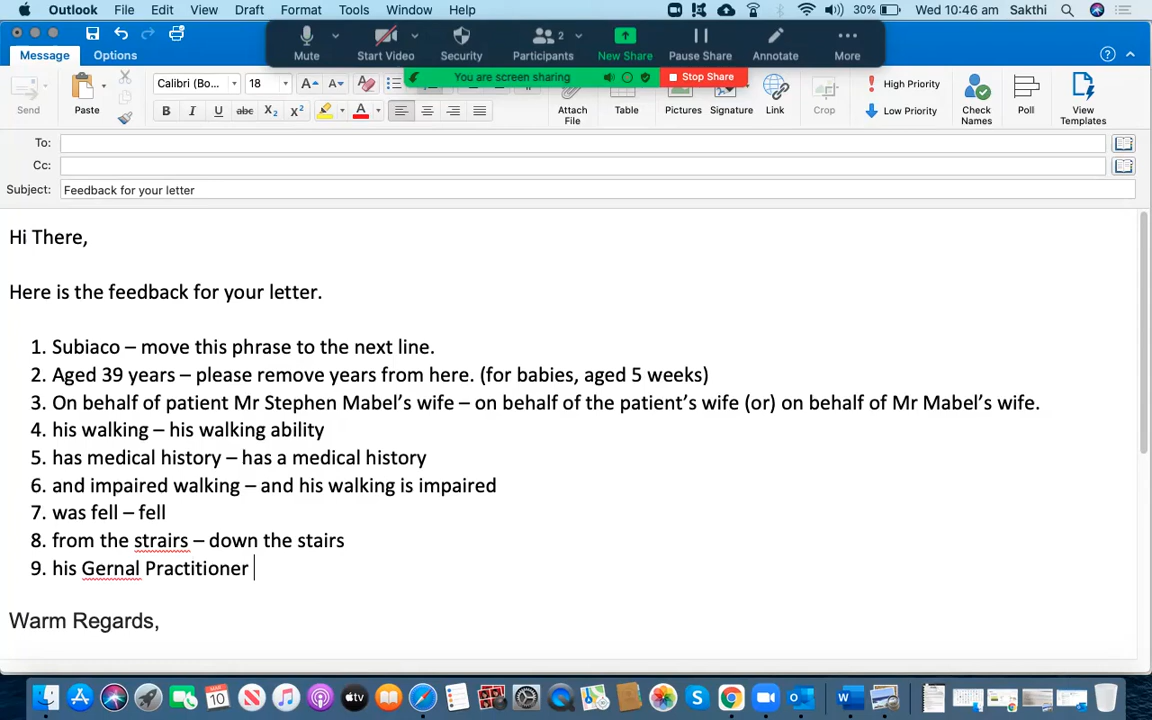 Outlook File Edit View Draft Format Tools Window Help 30% Wed 10:46 am Sakthi
Mute Start Video Security Participants 2 New Share Pause Share Annotate More
Message Options
You are screen sharing Stop Share
Send Paste Calibri (Bo... 18 Attach File Table Pictures Signature Link Crop High Priority Low Priority Check Names Poll View Templates
B I U abc X2 X2 A
To:
Cc:
Subject: Feedback for your letter
Hi There,
Here is the feedback for your letter.
1. Subiaco – move this phrase to the next line.
2. Aged 39 years – please remove years from here. (for babies, aged 5 weeks)
3. On behalf of patient Mr Stephen Mabel’s wife – on behalf of the patient’s wife (or) on behalf of Mr Mabel’s wife.
4. his walking – his walking ability
5. has medical history – has a medical history
6. and impaired walking – and his walking is impaired
7. was fell – fell
8. from the strairs – down the stairs
9. his Gernal Practitioner
Warm Regards,
MAR 10 tv